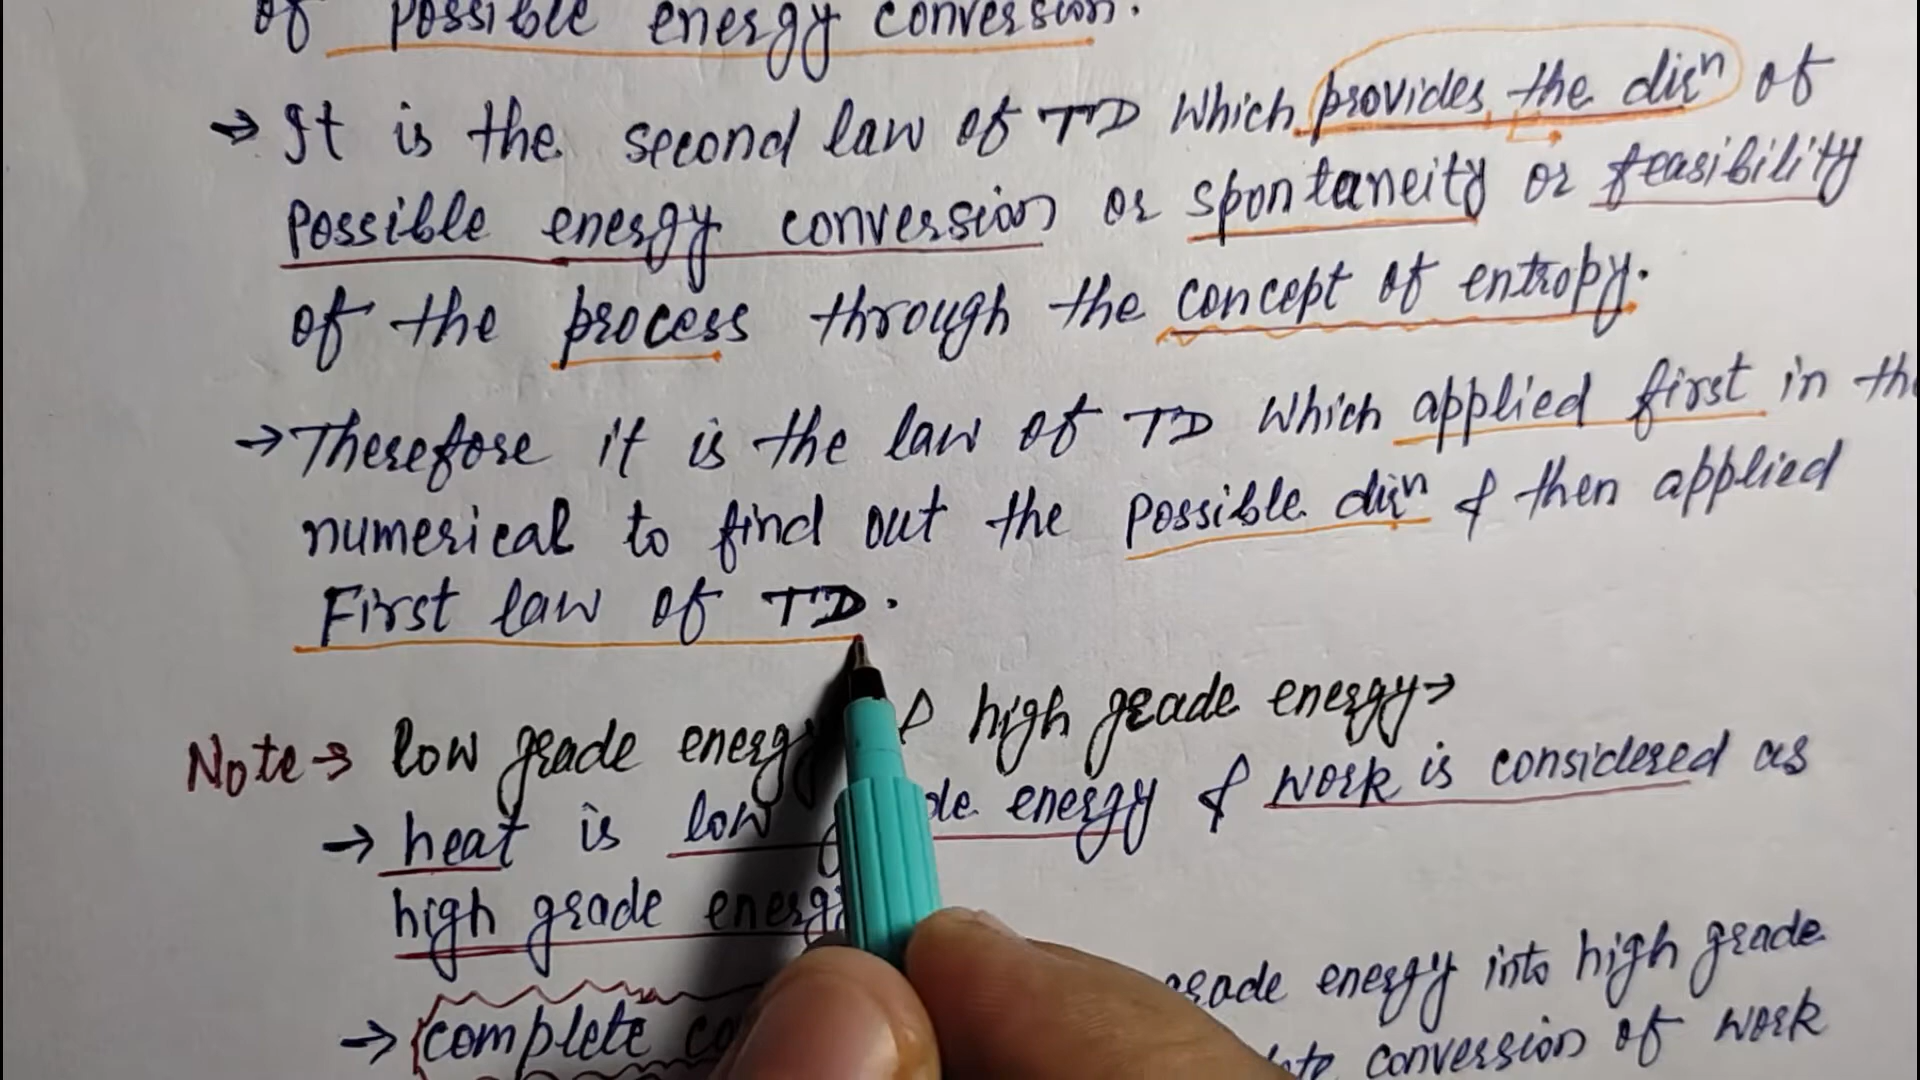 of possible energy conversion.
⇒ It is the second law of TD which provides the dirⁿ of
possible energy conversion or spontaneity or feasibility
of the process through the concept of entropy.
→ Therefore it is the law of TD which applied first in the
numerical to find out the possible dirⁿ & then applied
First law of TD.
Note → low grade energy & high grade energy →
→ heat is low grade energy & work is considered as
high grade energy
grade energy into high grade
→ complete
conversion of work